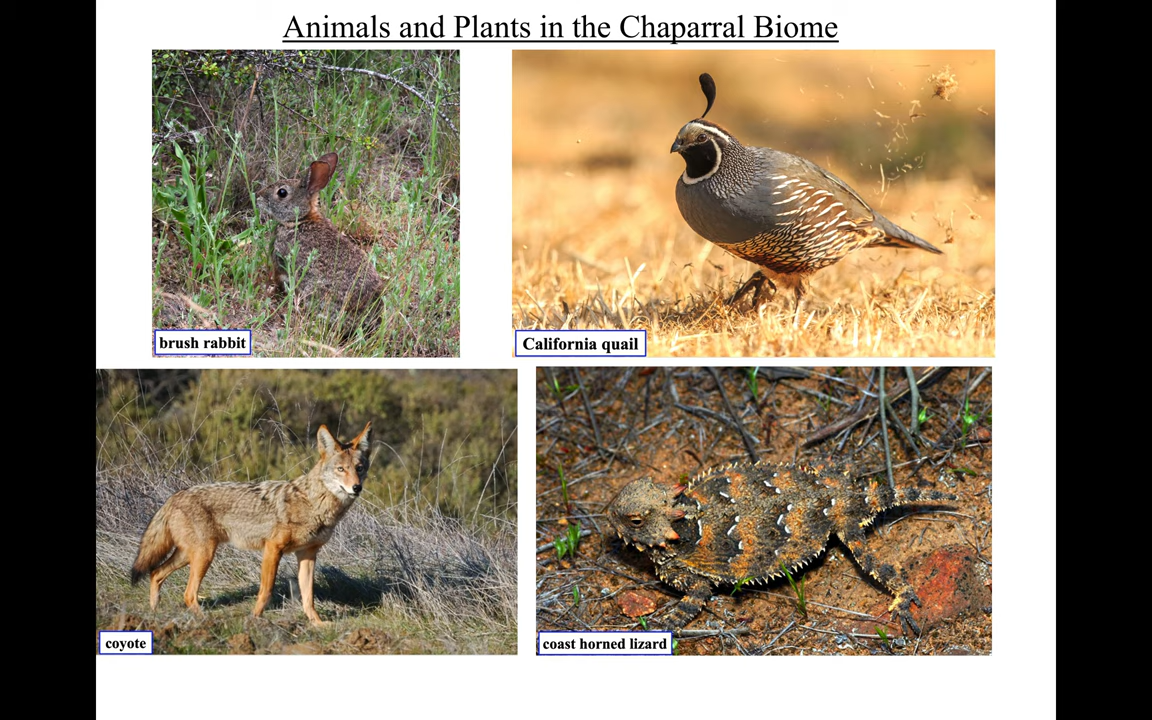 Animals and Plants in the Chaparral Biome
brush rabbit
California quail
coyote
coast horned lizard